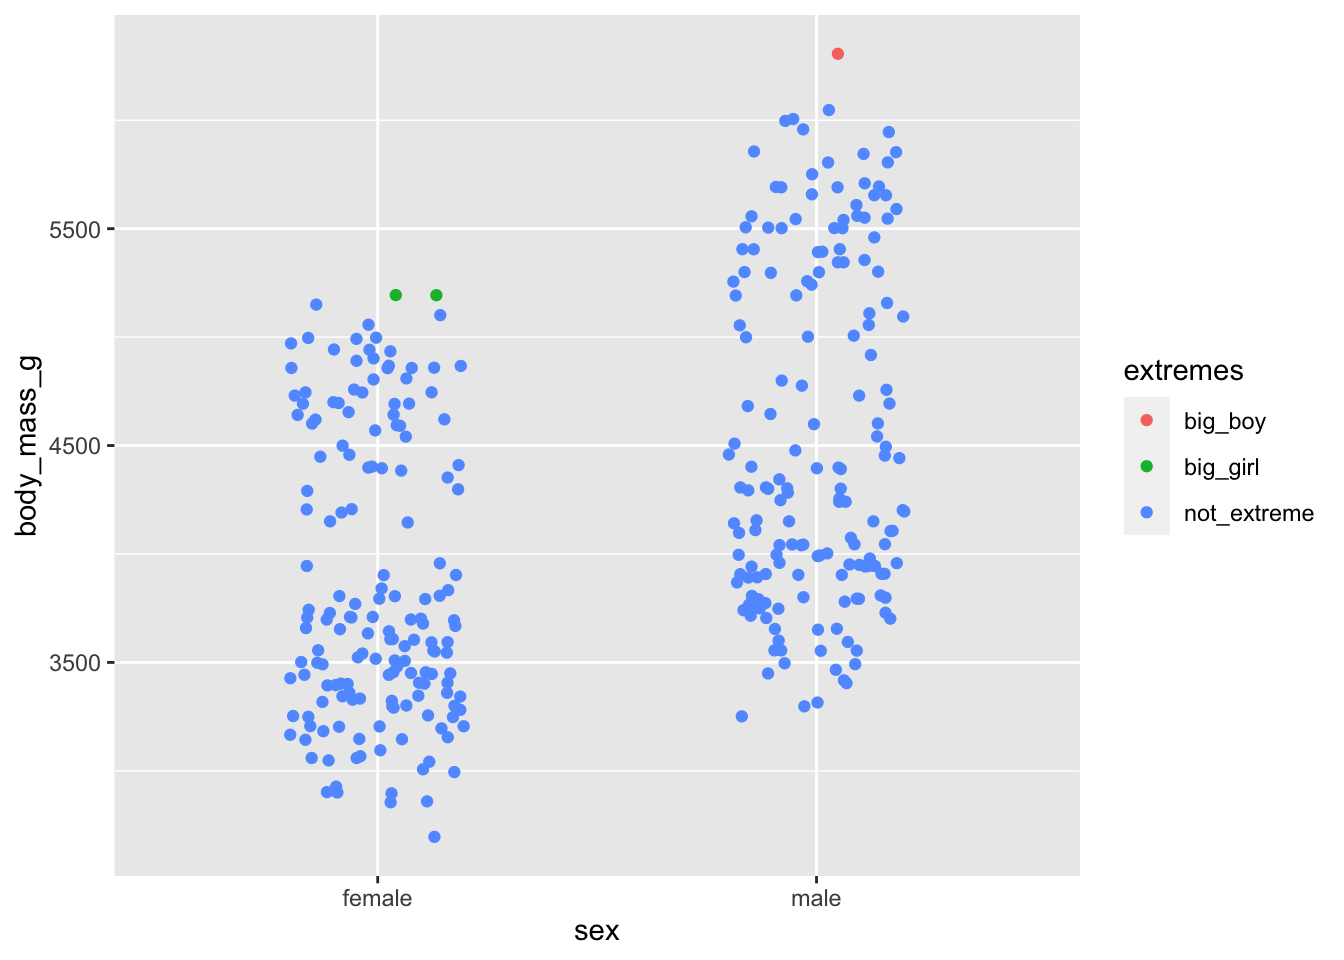 body_mass_g
5500
4500
3500
female
male
sex
extremes
big_boy
big_girl
not_extreme